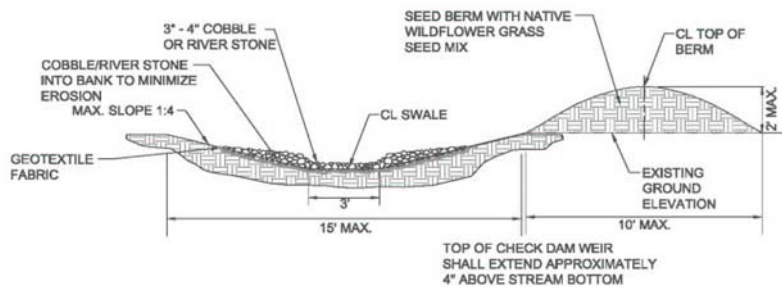 3" - 4" COBBLE
OR RIVER STONE
COBBLE/RIVER STONE
INTO BANK TO MINIMIZE
EROSION
MAX. SLOPE 1:4
GEOTEXTILE
FABRIC
CL SWALE
SEED BERM WITH NATIVE
WILDFLOWER GRASS
SEED MIX
CL TOP OF
BERM
2' MAX.
EXISTING
GROUND
ELEVATION
3'
15' MAX.
10' MAX.
TOP OF CHECK DAM WEIR
SHALL EXTEND APPROXIMATELY
4" ABOVE STREAM BOTTOM